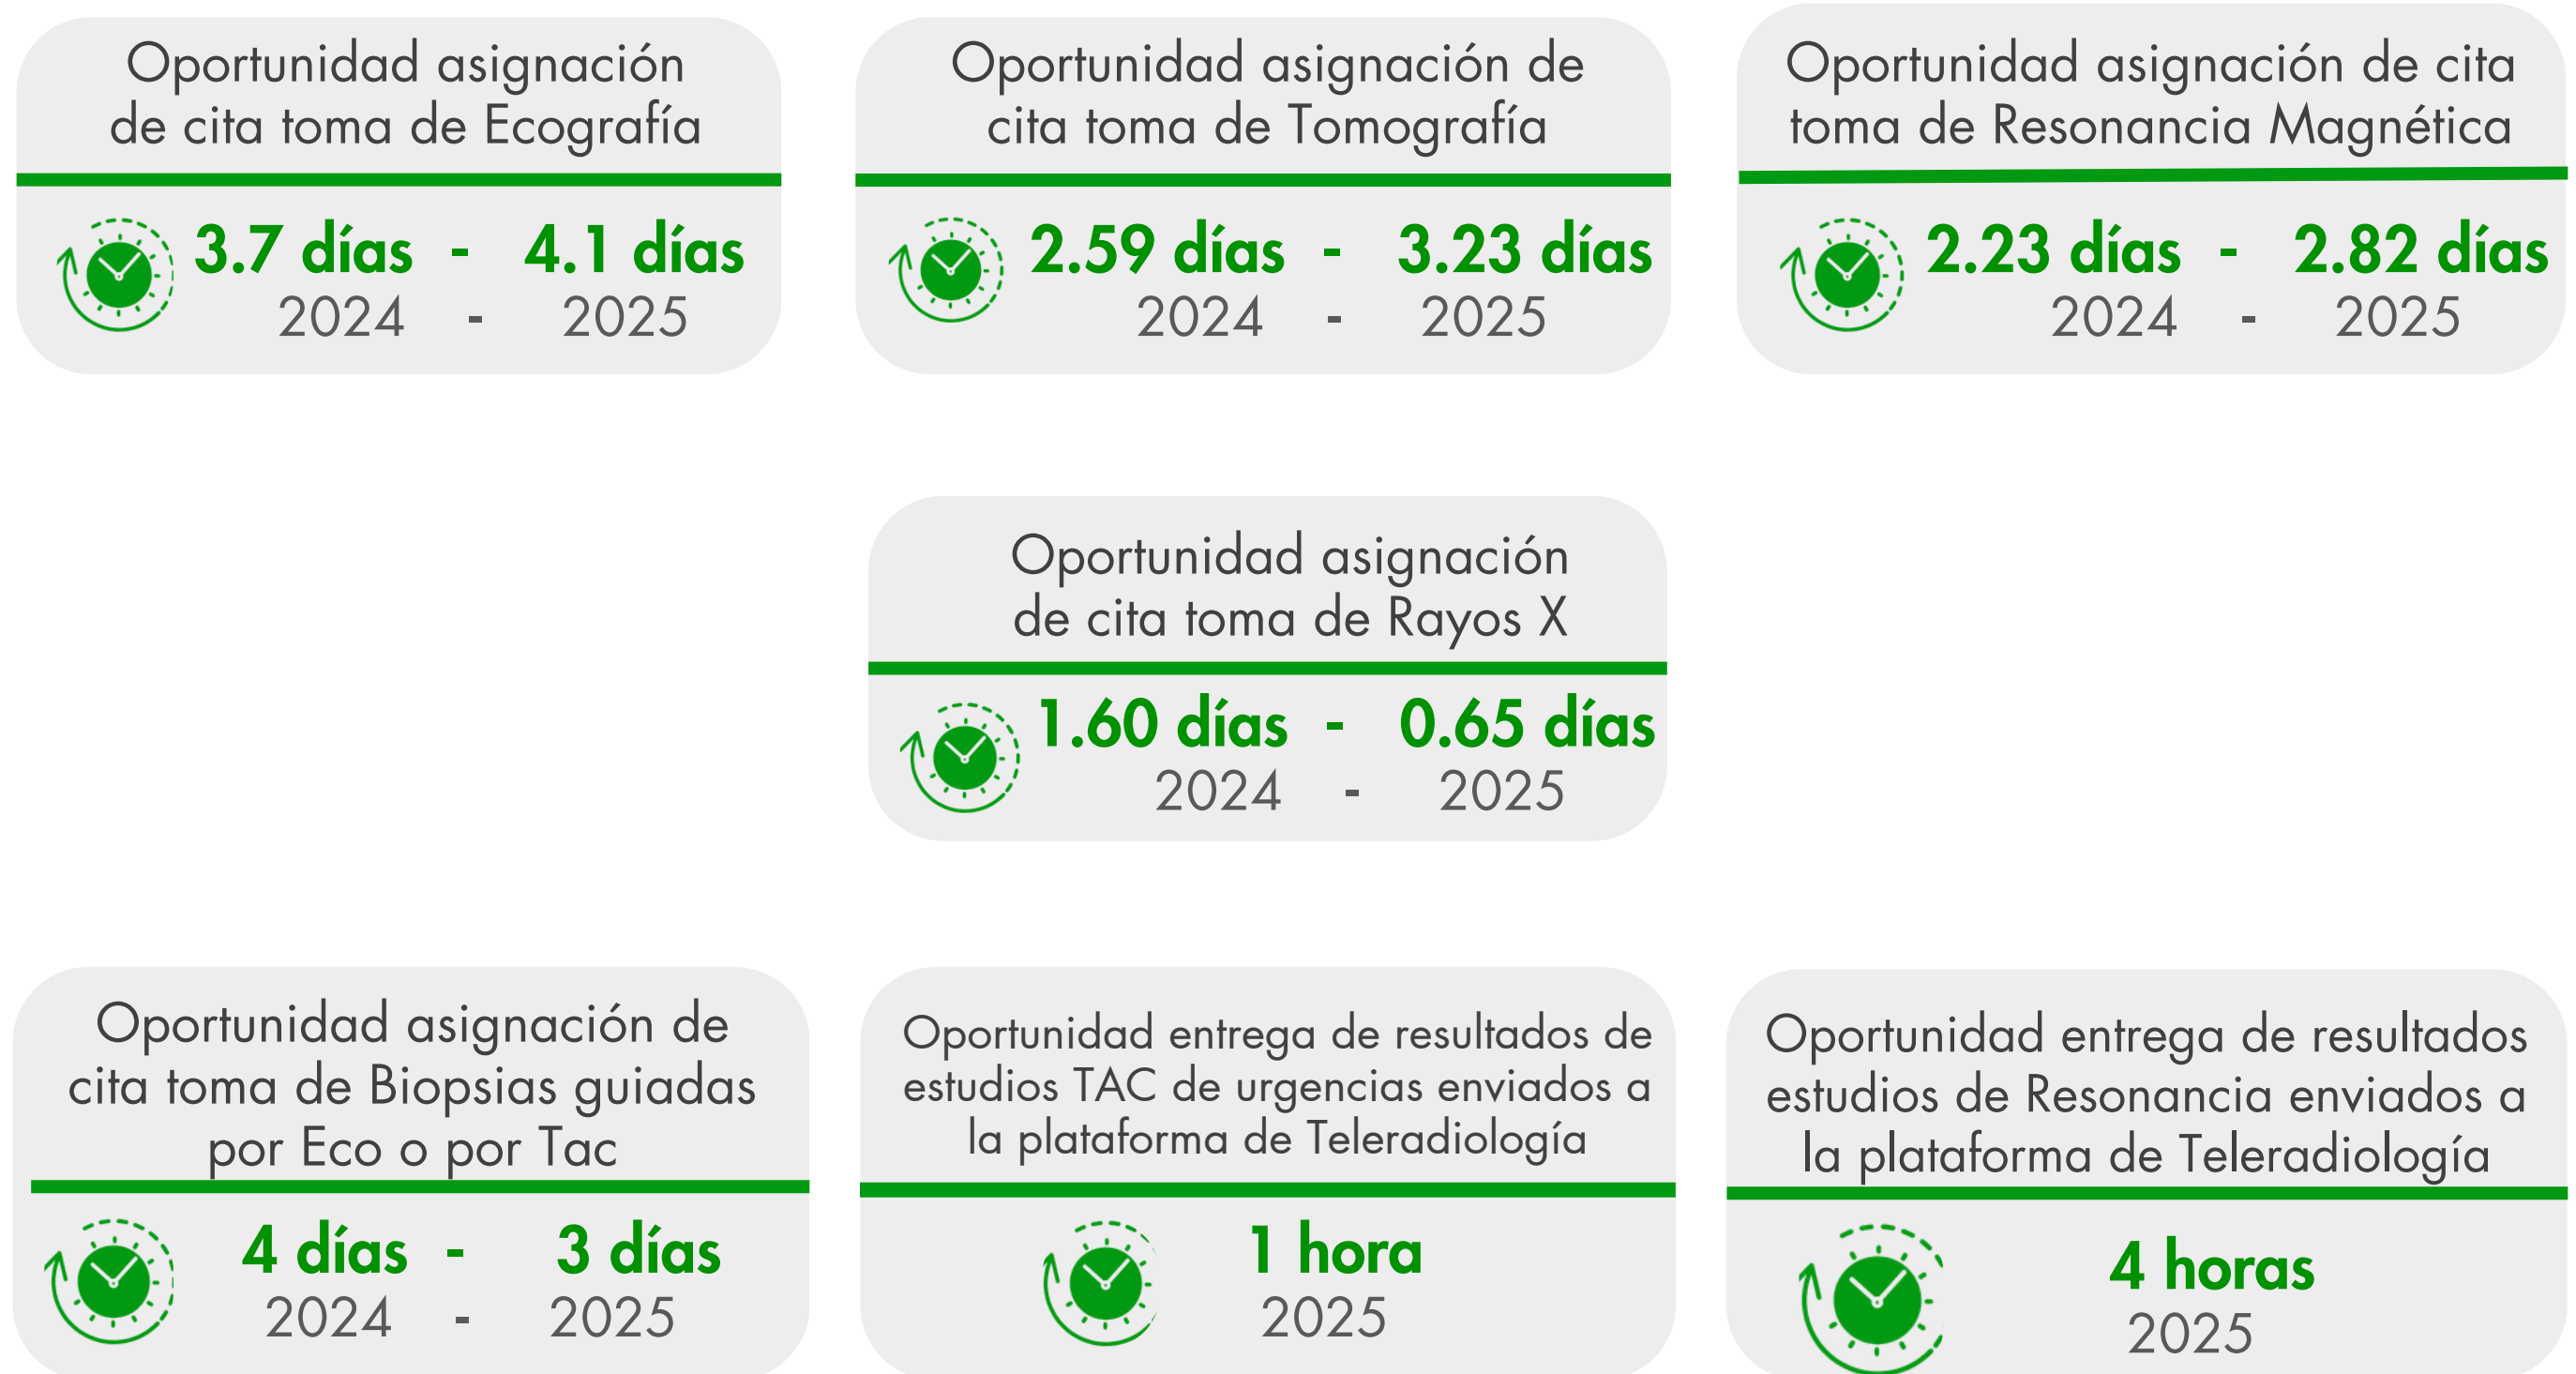 Oportunidad asignación
de cita toma de Ecografía
3.7 días - 4.1 días
2024 - 2025
Oportunidad asignación de
cita toma de Tomografía
2.59 días - 3.23 días
2024 - 2025
Oportunidad asignación de cita
toma de Resonancia Magnética
2.23 días - 2.82 días
2024 - 2025
Oportunidad asignación
de cita toma de Rayos X
1.60 días - 0.65 días
2024 - 2025
Oportunidad asignación de
cita toma de Biopsias guiadas
por Eco o por Tac
4 días - 3 días
2024 - 2025
Oportunidad entrega de resultados de
estudios TAC de urgencias enviados a
la plataforma de Teleradiología
1 hora
2025
Oportunidad entrega de resultados
estudios de Resonancia enviados a
la plataforma de Teleradiología
4 horas
2025